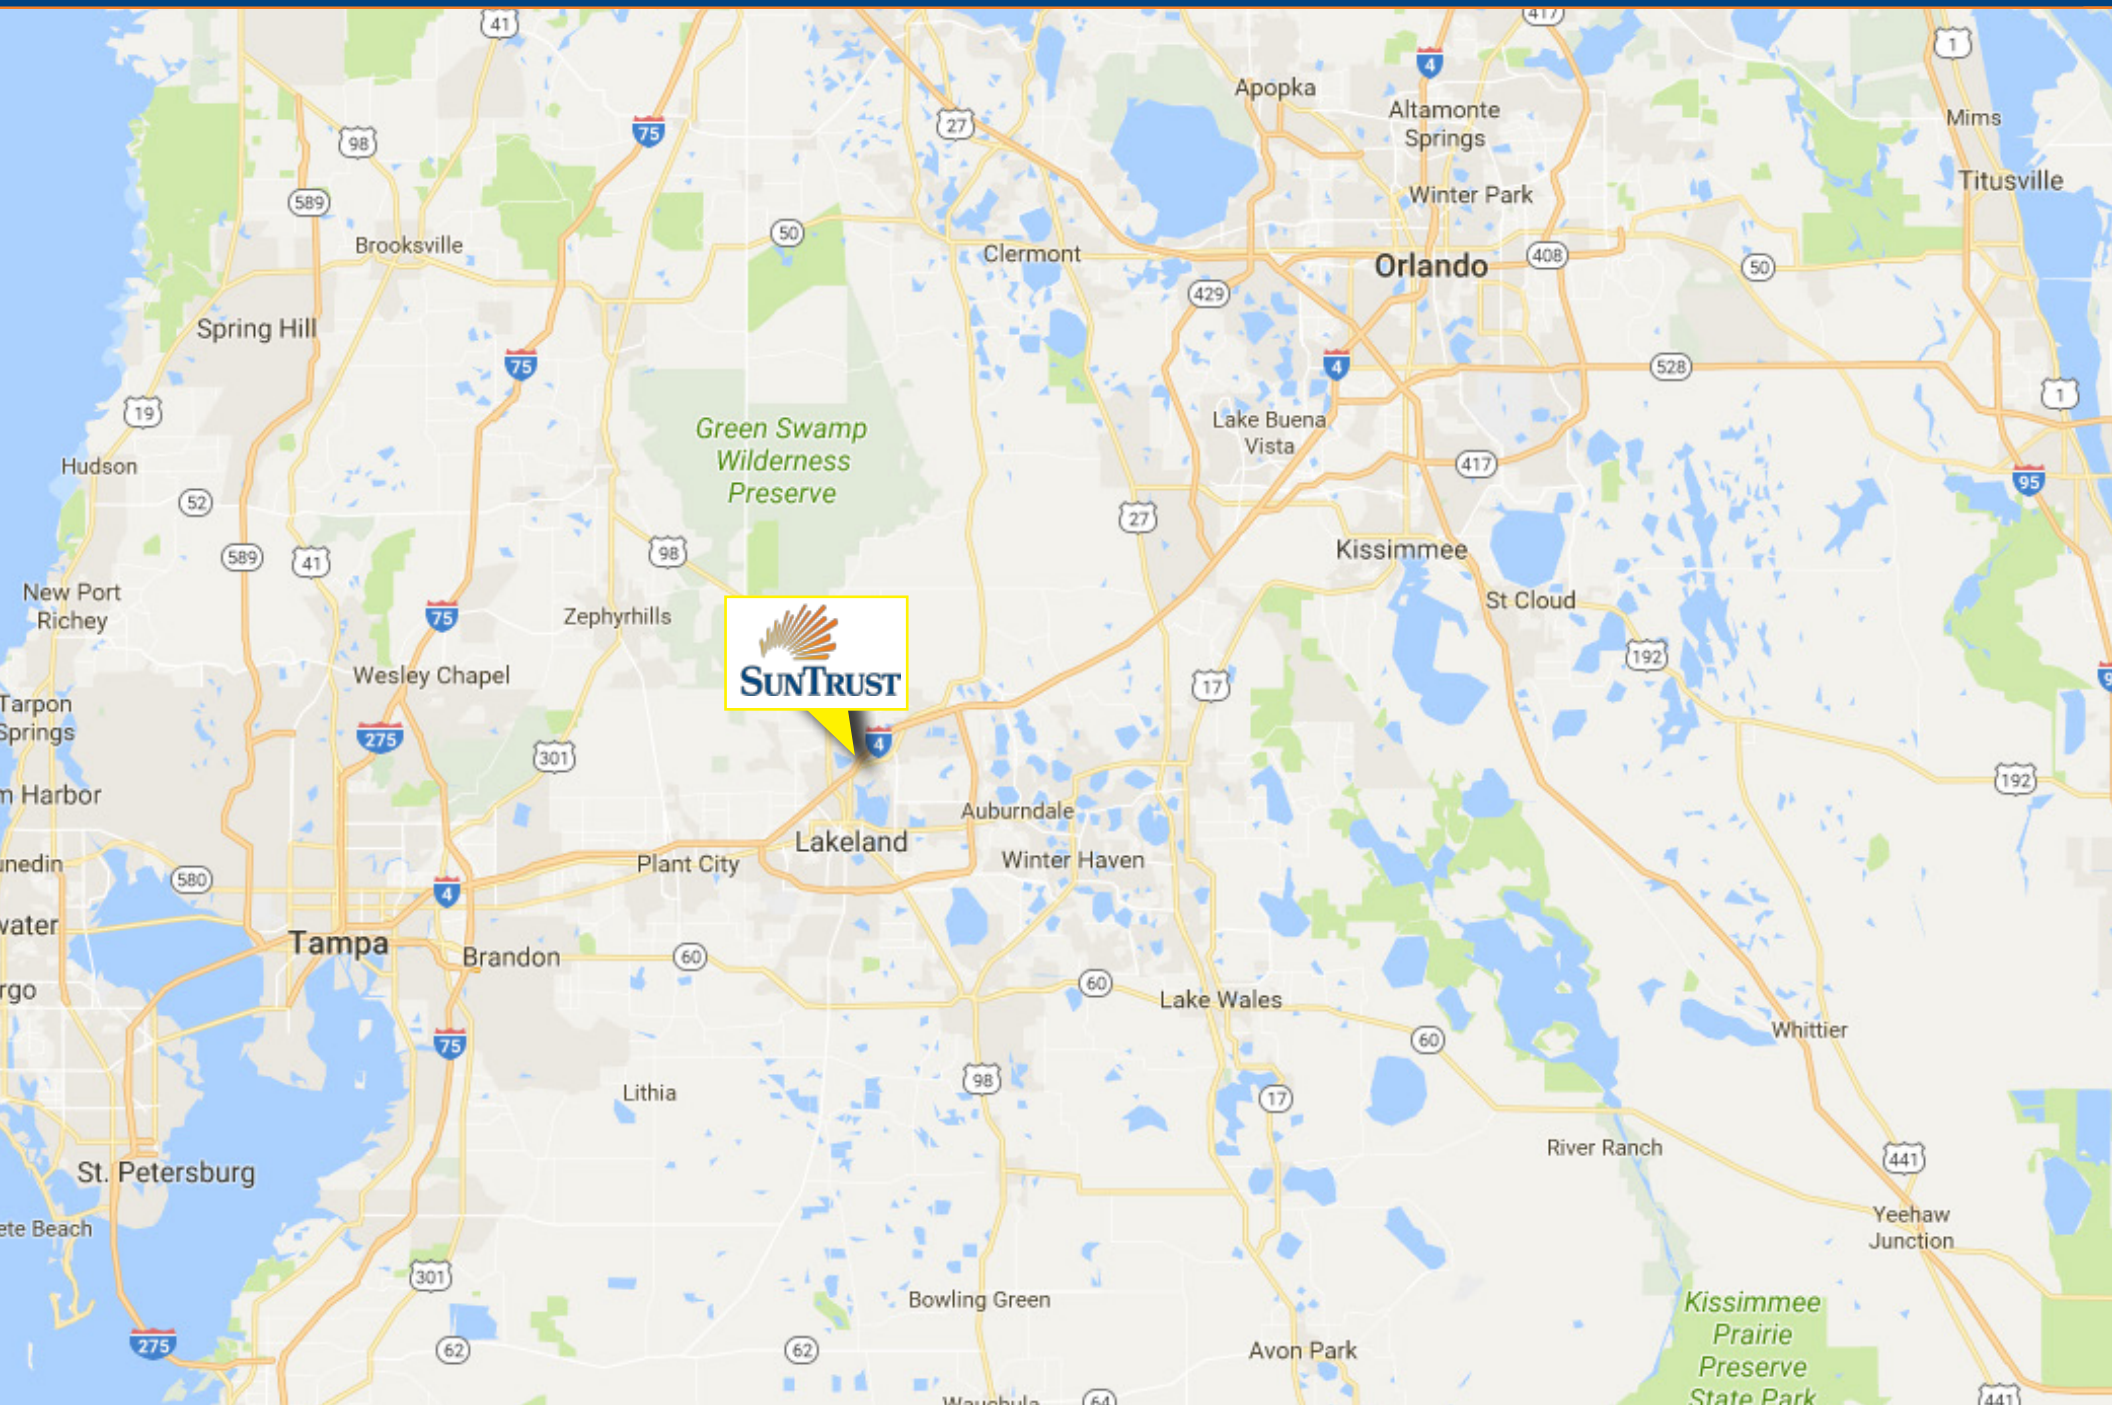 41
417
1
4
Apopka
Altamonte
Springs
Mims
27
75
98
Titusville
Winter Park
589
50
Brooksville
Clermont
Orlando
408
50
429
Spring Hill
75
4
528
1
19
Lake Buena
Vista
Green Swamp
Wilderness
Preserve
Hudson
417
95
52
27
589
41
98
Kissimmee
New Port
Richey
75
Zephyrhills
St Cloud
192
SUNTRUST
Wesley Chapel
17
9
Tarpon
Springs
275
4
301
192
m Harbor
Auburndale
Lakeland
Plant City
Winter Haven
unedin
580
4
water
Tampa
Brandon
60
60
rgo
Lake Wales
Whittier
60
75
98
Lithia
17
River Ranch
441
St. Petersburg
Yeehaw
Junction
ete Beach
301
Bowling Green
Kissimmee
Prairie
Preserve
State Park
275
62
62
Avon Park
Wauchula
64
441